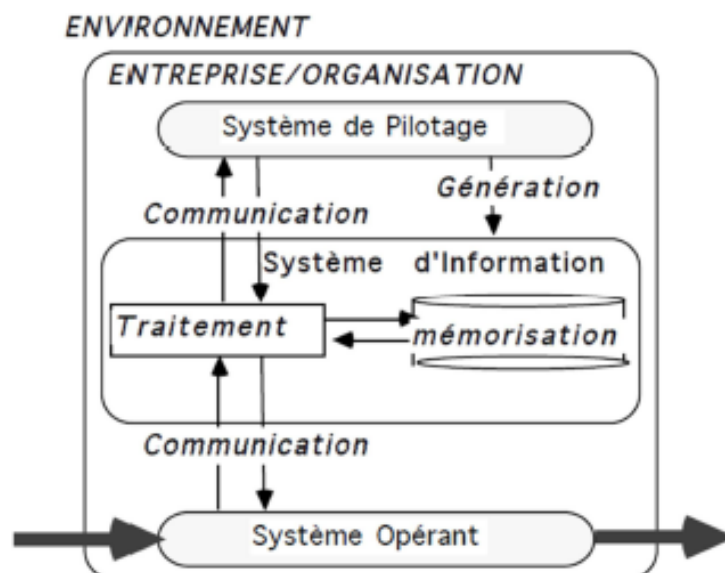 ENVIRONNEMENT
ENTREPRISE/ORGANISATION
Système de Pilotage
Génération
Communication
Système d'Information
Traitement
mémorisation
Communication
Système Opérant